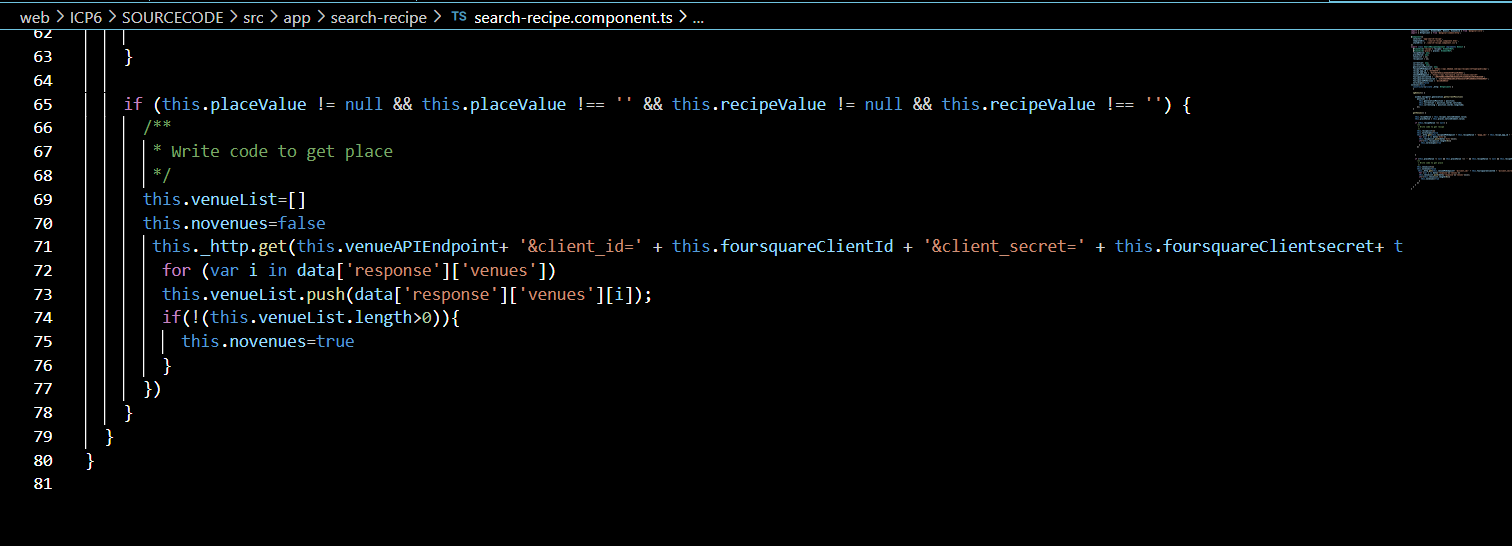 web > ICP6 > SOURCECODE > src > app > search-recipe > TS search-recipe.component.ts > ...
62
63 }
64
65 if (this.placeValue != null && this.placeValue !== '' && this.recipeValue != null && this.recipeValue !== '') {
66 /**
67 * Write code to get place
68 */
69 this.venueList=[]
70 this.novenues=false
71 this._http.get(this.venueAPIEndpoint+ '&client_id=' + this.foursquareClientId + '&client_secret=' + this.foursquareClientsecret+ t
72 for (var i in data['response']['venues'])
73 this.venueList.push(data['response']['venues'][i]);
74 if(!(this.venueList.length>0)){
75 this.novenues=true
76 }
77 })
78 }
79 }
80 }
81